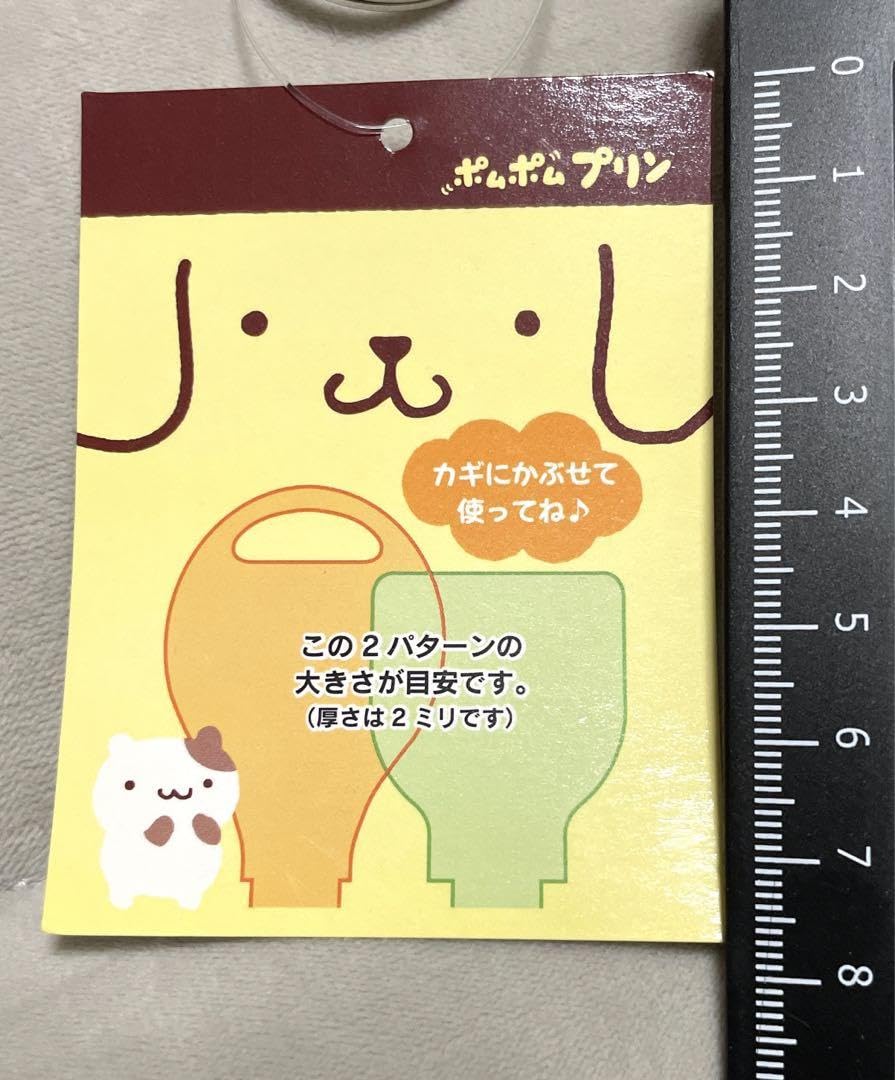 ポムポムプリン
カギにかぶせて
使ってね♪
この2パターンの
大きさが目安です。
(厚さは2ミリです)
0
1
2
3
4
5
6
7
8